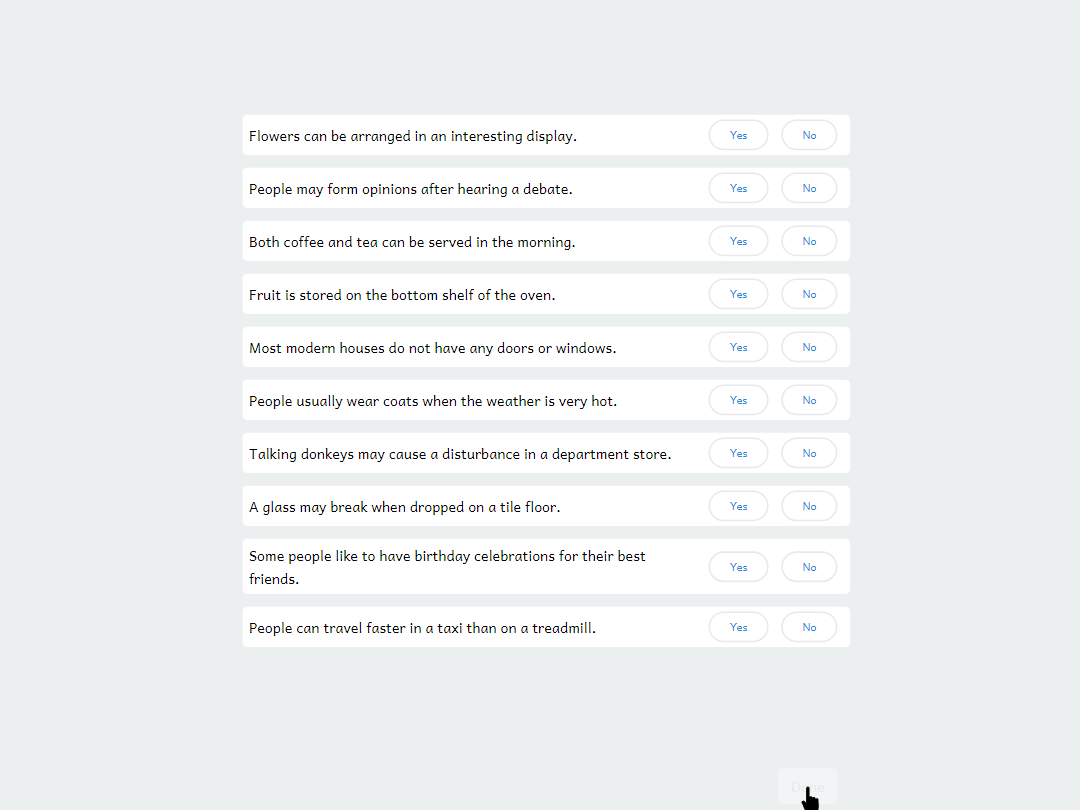 Flowers can be arranged in an interesting display. Yes No
People may form opinions after hearing a debate. Yes No
Both coffee and tea can be served in the morning. Yes No
Fruit is stored on the bottom shelf of the oven. Yes No
Most modern houses do not have any doors or windows. Yes No
People usually wear coats when the weather is very hot. Yes No
Talking donkeys may cause a disturbance in a department store. Yes No
A glass may break when dropped on a tile floor. Yes No
Some people like to have birthday celebrations for their best
friends. Yes No
People can travel faster in a taxi than on a treadmill. Yes No
Done